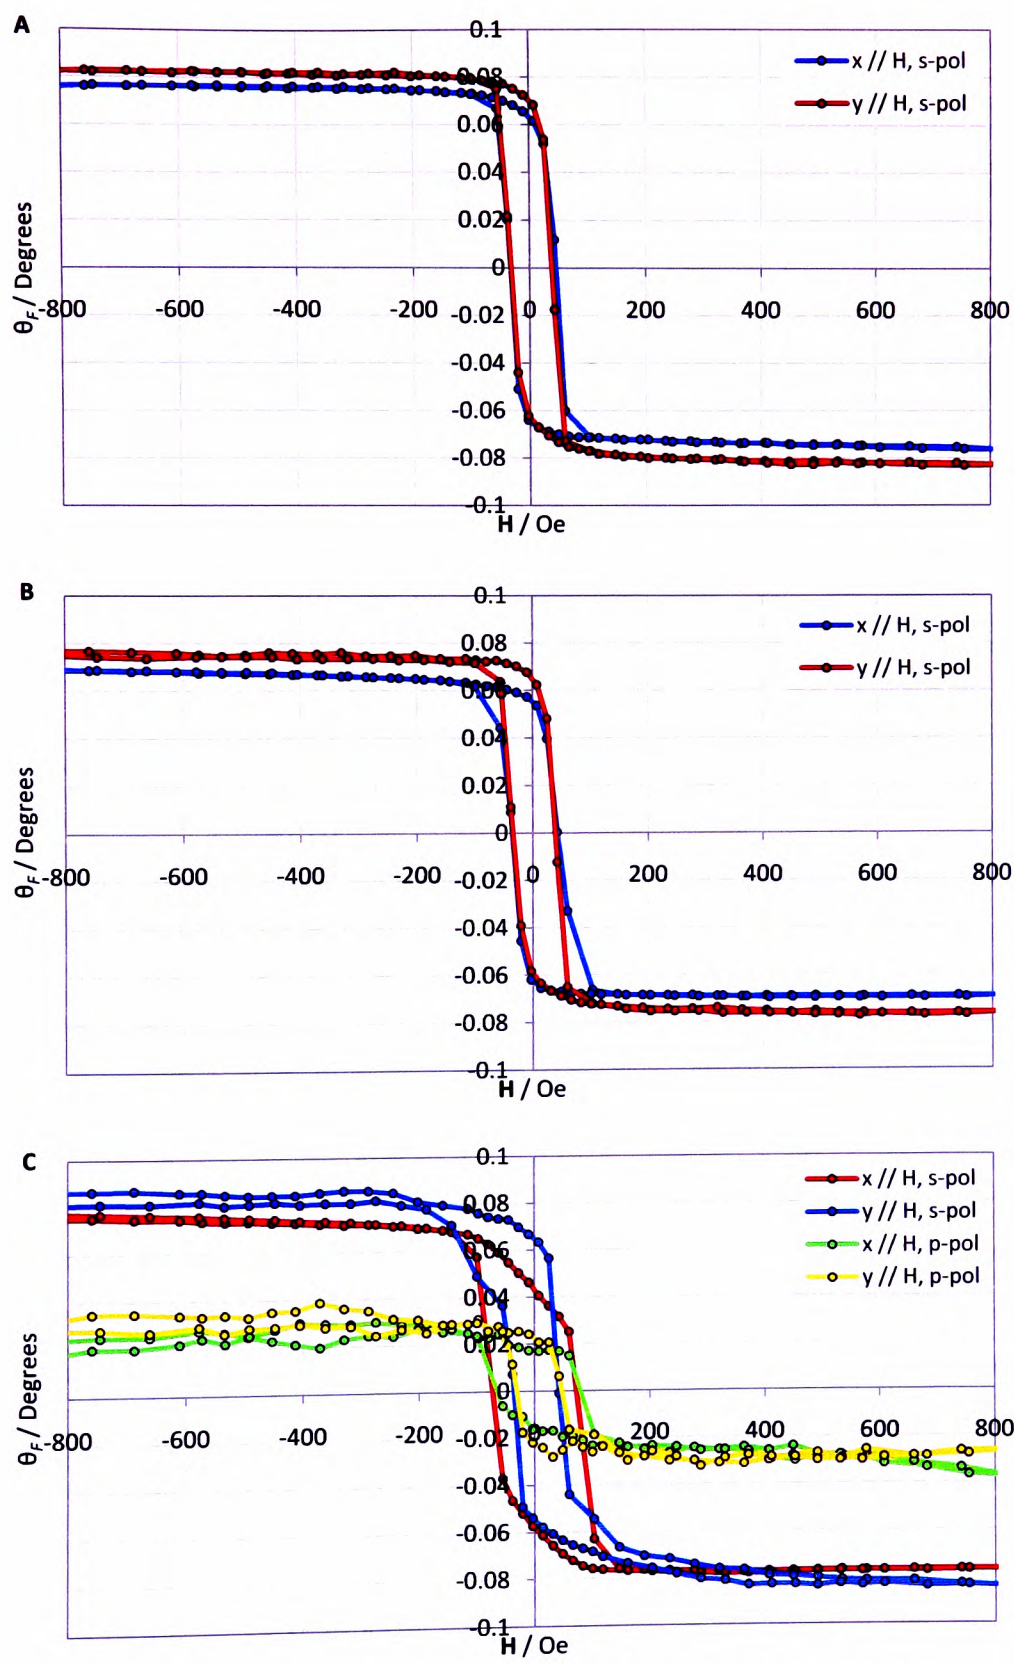 A
0.1
x // H, s-pol
0.08
y // H, s-pol
0.06
0.04
0.02
0
-800 -600 -400 -200 -0.02 0 200 400 600 800
-0.04
-0.06
-0.08
-0.1
θF / Degrees
H / Oe
B
0.1
x // H, s-pol
0.08
y // H, s-pol
0.06
0.04
0.02
0
-800 -600 -400 -200 -0.02 0 200 400 600 800
-0.04
-0.06
-0.08
-0.1
θF / Degrees
H / Oe
C
0.1
x // H, s-pol
0.08
y // H, s-pol
0.06
x // H, p-pol
y // H, p-pol
0.04
0.02
0
-800 -600 -400 -200 -0.02 200 400 600 800
-0.04
-0.06
-0.08
-0.1
θF / Degrees
H / Oe